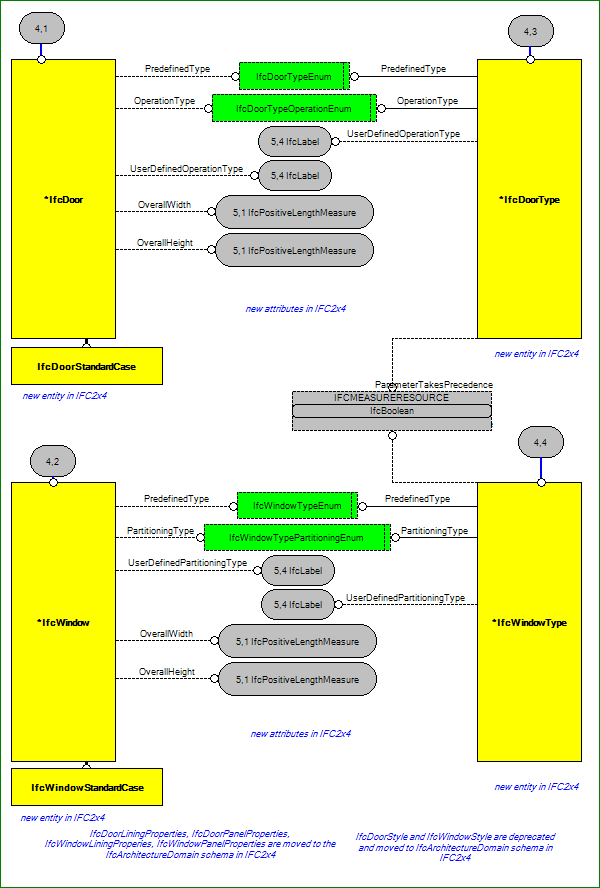 4,1
4,3
PredefinedType
IfcDoorTypeEnum
PredefinedType
OperationType
IfcDoorTypeOperationEnum
OperationType
5,4 IfcLabel
UserDefinedOperationType
UserDefinedOperationType
5,4 IfcLabel
*IfcDoor
*IfcDoorType
OverallWidth
5,1 IfcPositiveLengthMeasure
OverallHeight
5,1 IfcPositiveLengthMeasure
new attributes in IFC2x4
IfcDoorStandardCase
new entity in IFC2x4
new entity in IFC2x4
ParameterTakesPrecedence
IFCMEASURERESOURCE
IfcBoolean
4,2
4,4
PredefinedType
IfcWindowTypeEnum
PredefinedType
PartitioningType
IfcWindowTypePartitioningEnum
PartitioningType
UserDefinedPartitioningType
5,4 IfcLabel
5,4 IfcLabel
UserDefinedPartitioningType
*IfcWindow
*IfcWindowType
OverallWidth
5,1 IfcPositiveLengthMeasure
OverallHeight
5,1 IfcPositiveLengthMeasure
new attributes in IFC2x4
IfcWindowStandardCase
new entity in IFC2x4
new entity in IFC2x4
IfcDoorLiningProperties, IfcDoorPanelProperties,
IfcWindowLiningProperies, IfcWindowPanelProperties are moved to the
IfcArchitectureDomain schema in IFC2x4
IfcDoorStyle and IfcWindowStyle are deprecated
and moved to IfcArchitectureDomain schema in
IFC2x4